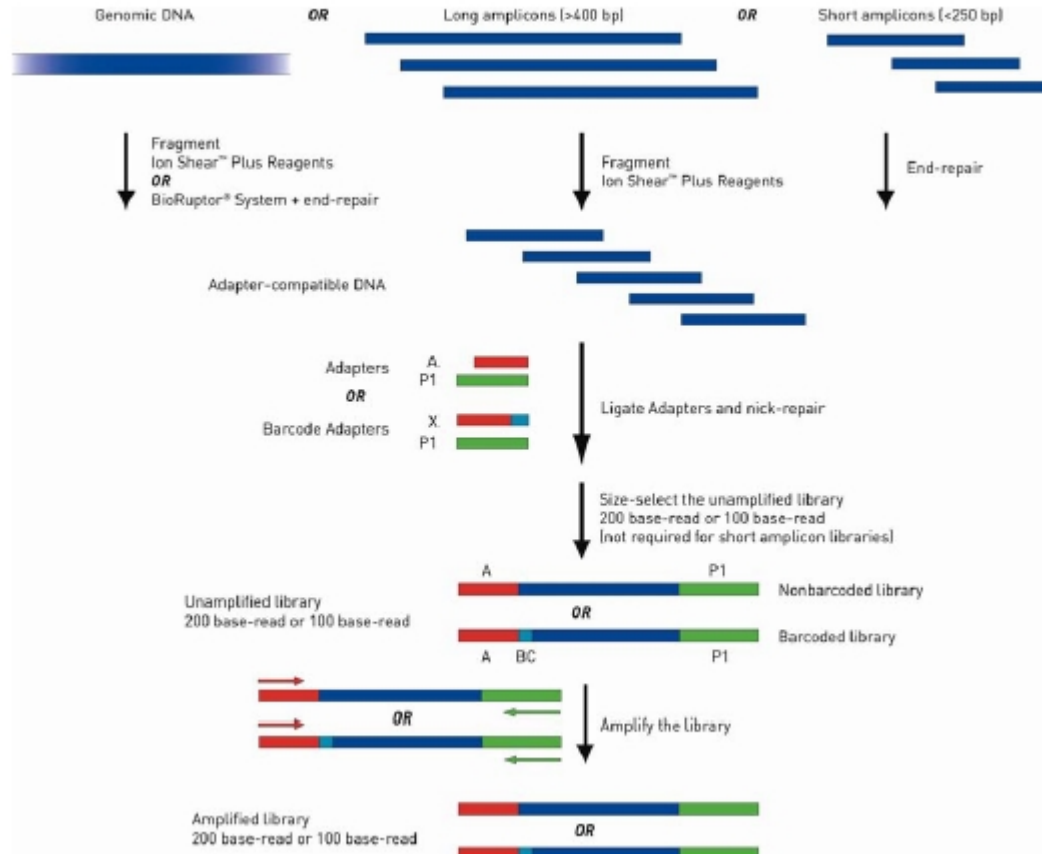 Genomic DNA
OR
Long amplicons (>400 bp)
OR
Short amplicons (<250 bp)
Fragment
Ion Shear™ Plus Reagents
OR
BioRuptor® System + end-repair
Fragment
Ion Shear™ Plus Reagents
End-repair
Adapter-compatible DNA
Adapters
A.
P1
OR
Barcode Adapters
X.
P1
Ligate Adapters and nick-repair
Size-select the unamplified library
200 base-read or 100 base-read
(not required for short amplicon libraries)
A
P1
Nonbarcoded library
Unamplified library
200 base-read or 100 base-read
OR
Barcoded library
A
BC
P1
OR
Amplify the library
Amplified library
200 base-read or 100 base-read
OR